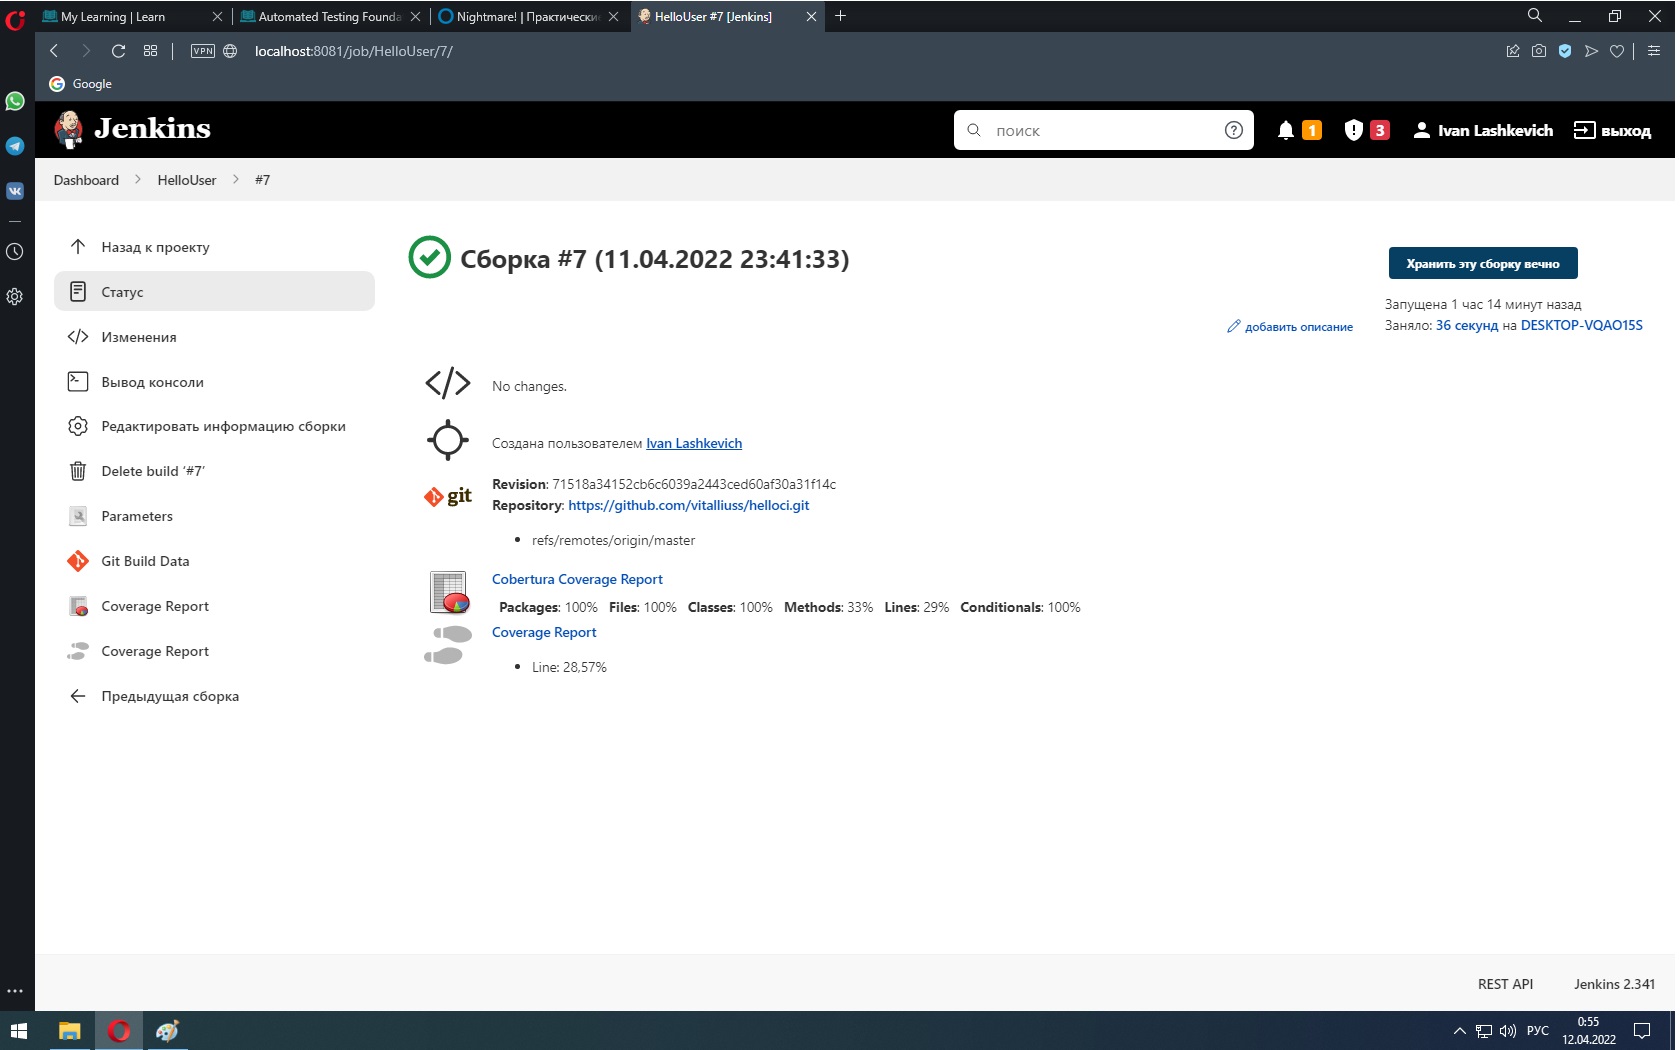 My Learning | Learn
Automated Testing Founda
Nightmare! | Практически
HelloUser #7 [Jenkins]
VPN
localhost:8081/job/HelloUser/7/
Google
Jenkins
поиск
1
3
Ivan Lashkevich
выход
Dashboard
HelloUser
#7
Назад к проекту
Статус
Изменения
Вывод консоли
Редактировать информацию сборки
Delete build ‘#7’
Parameters
Git Build Data
Coverage Report
Coverage Report
Предыдущая сборка
Сборка #7 (11.04.2022 23:41:33)
Хранить эту сборку вечно
Запущена 1 час 14 минут назад
добавить описание
Заняло: 36 секунд на DESKTOP-VQAO15S
No changes.
Создана пользователем Ivan Lashkevich
git
Revision: 71518a34152cb6c6039a2443ced60af30a31f14c
Repository: https://github.com/vitalliuss/helloci.git
refs/remotes/origin/master
Cobertura Coverage Report
Packages: 100% Files: 100% Classes: 100% Methods: 33% Lines: 29% Conditionals: 100%
Coverage Report
Line: 28,57%
REST API
Jenkins 2.341
РУС
0:55
12.04.2022